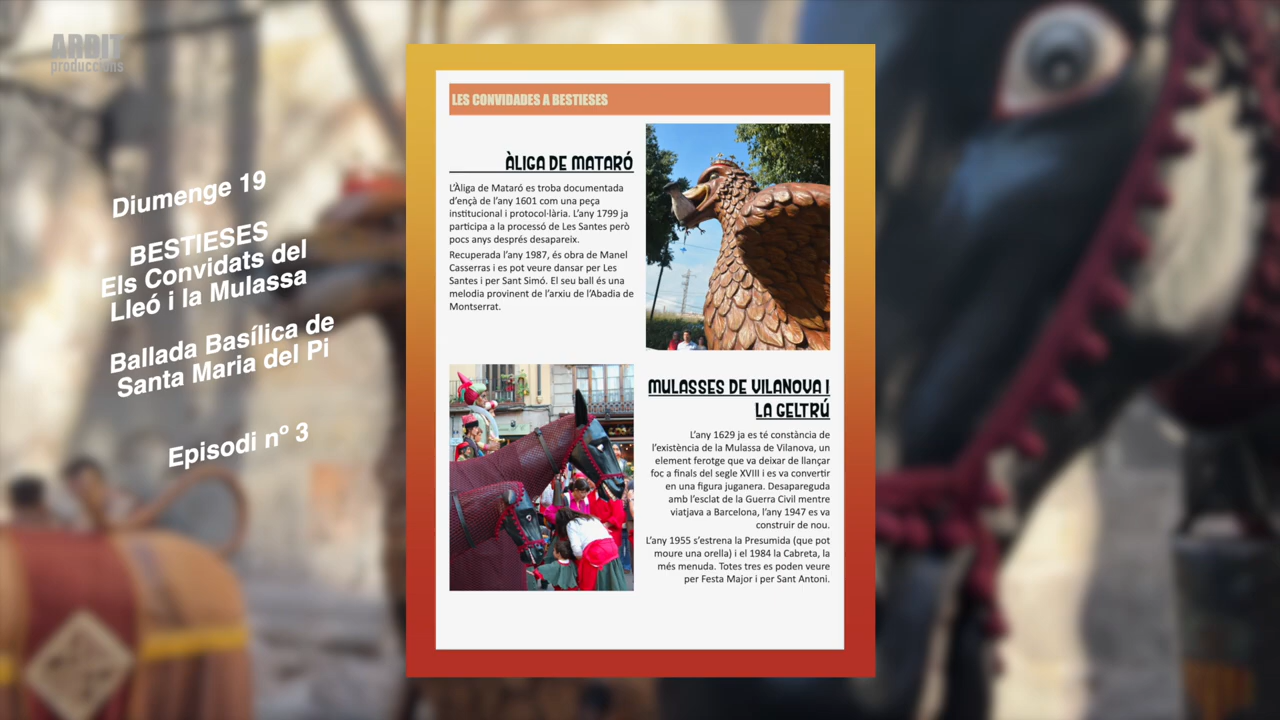 ARDIT
produccions
Diumenge 19
BESTIESES
Els Convidats del
Lleó i la Mulassa
Ballada Basílica de
Santa Maria del Pi
Episodi nº 3
LES CONVIDADES A BESTIESES
ÀLIGA DE MATARÓ
L'Àliga de Mataró es troba documentada
d'ençà de l'any 1601 com una peça
institucional i protocol·lària. L'any 1799 ja
participa a la processó de Les Santes però
pocs anys després desapareix.
Recuperada l'any 1987, és obra de Manel
Casserras i es pot veure dansar per Les
Santes i per Sant Simó. El seu ball és una
melodia provinent de l'arxiu de l'Abadia de
Montserrat.
MULASSES DE VILANOVA I
LA GELTRÚ
L'any 1629 ja es té constància de
l'existència de la Mulassa de Vilanova, un
element ferotge que va deixar de llançar
foc a finals del segle XVIII i es va convertir
en una figura juganera. Desapareguda
amb l'esclat de la Guerra Civil mentre
viatjava a Barcelona, l'any 1947 es va
construir de nou.
L'any 1955 s'estrena la Presumida (que pot
moure una orella) i el 1984 la Cabreta, la
més menuda. Totes tres es poden veure
per Festa Major i per Sant Antoni.